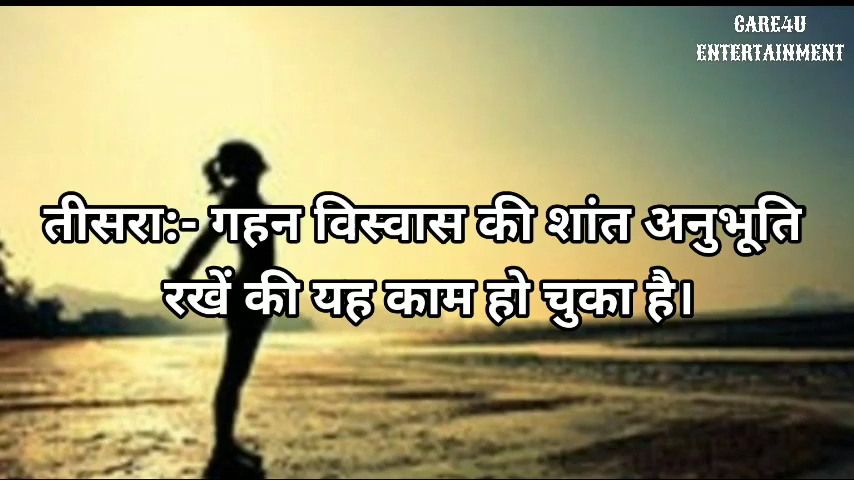 CARE4U
ENTERTAINMENT
तीसराः- गहन विस्वास की शांत अनुभूति
रखें की यह काम हो चुका है।